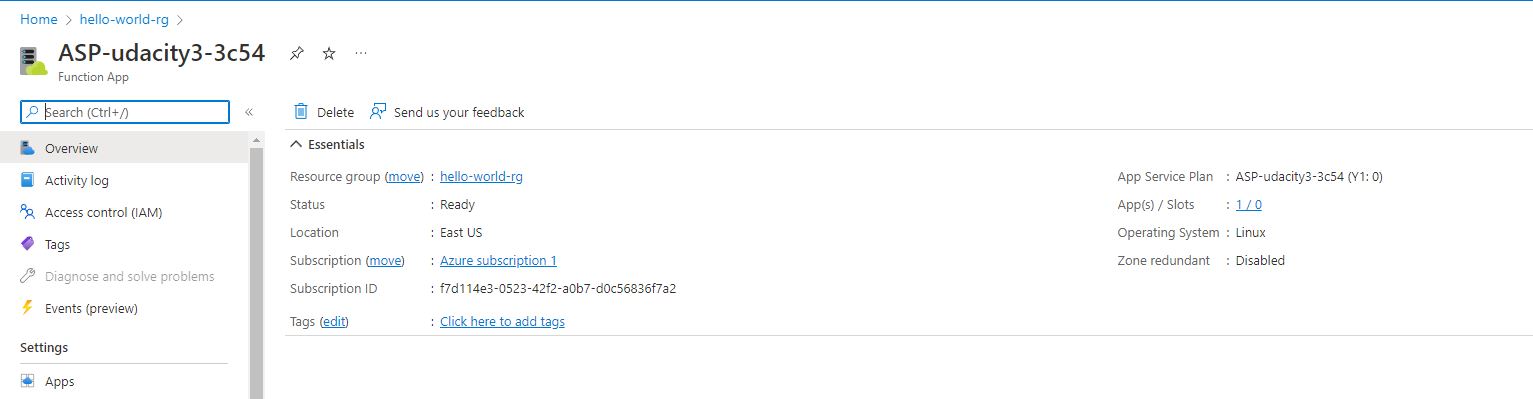 Home > hello-world-rg >
ASP-udacity3-3c54 ...
Function App
Search (Ctrl+/) «
Overview
Activity log
Access control (IAM)
Tags
Diagnose and solve problems
Events (preview)
Settings
Apps
Delete Send us your feedback
Essentials
Resource group (move) : hello-world-rg
Status : Ready
Location : East US
Subscription (move) : Azure subscription 1
Subscription ID : f7d114e3-0523-42f2-a0b7-d0c56836f7a2
Tags (edit) : Click here to add tags
App Service Plan : ASP-udacity3-3c54 (Y1: 0)
App(s) / Slots : 1 / 0
Operating System : Linux
Zone redundant : Disabled